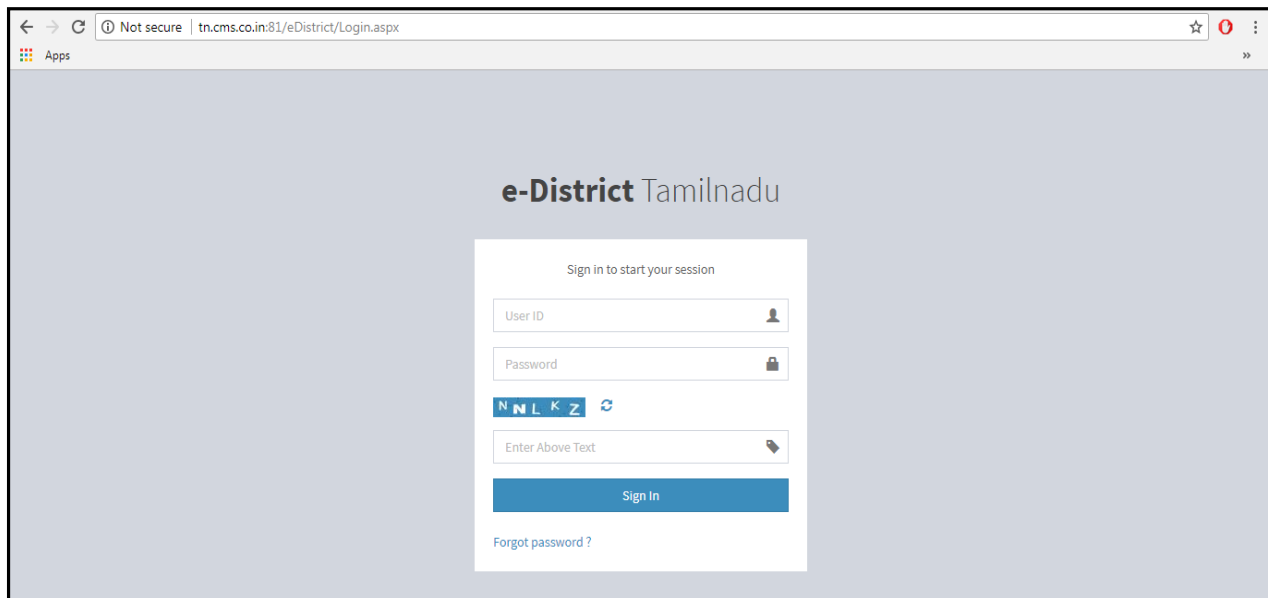 Not secure tn.cms.co.in:81/eDistrict/Login.aspx
Apps
»
e-District Tamilnadu
Sign in to start your session
User ID
Password
N N L K Z
Enter Above Text
Sign In
Forgot password ?